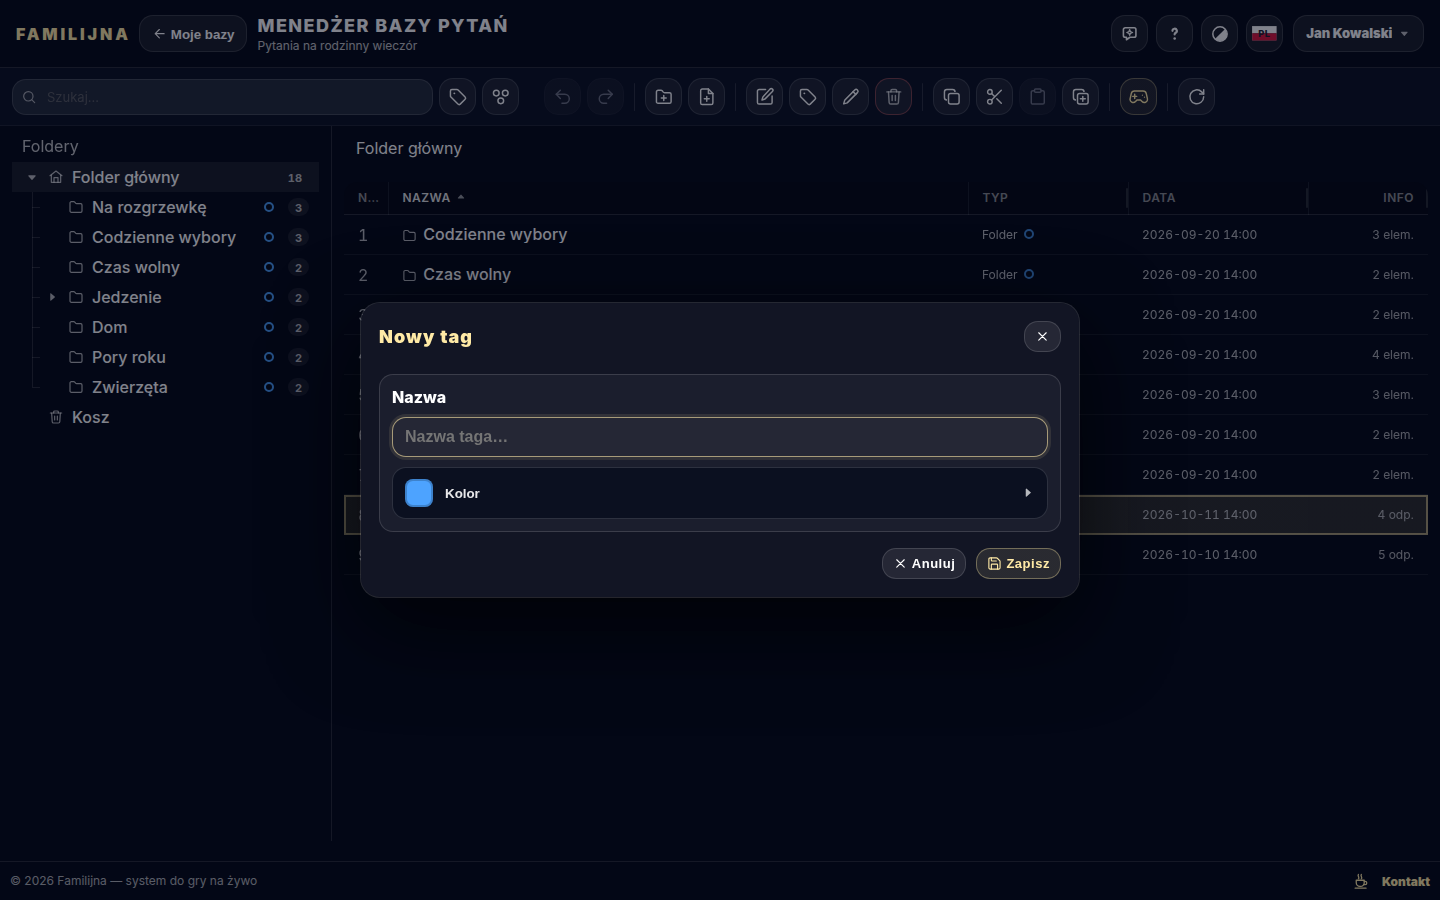 FAMILIJNA
Moje bazy
MENEDŻER BAZY PYTAŃ
Pytania na rodzinny wieczór
?
PL
Jan Kowalski
Szukaj...
Foldery
Folder główny 18
Na rozgrzewkę 3
Codzienne wybory 3
Czas wolny 2
Jedzenie 2
Dom 2
Pory roku 2
Zwierzęta 2
Kosz
Folder główny
N... NAZWA TYP DATA INFO
1 Codzienne wybory Folder 2026-09-20 14:00 3 elem.
2 Czas wolny Folder 2026-09-20 14:00 2 elem.
2026-09-20 14:00 2 elem.
2026-09-20 14:00 4 elem.
2026-09-20 14:00 3 elem.
2026-09-20 14:00 2 elem.
2026-09-20 14:00 2 elem.
2026-10-11 14:00 4 odp.
2026-10-10 14:00 5 odp.
Nowy tag
Nazwa
Nazwa taga...
Kolor
Anuluj
Zapisz
© 2026 Familijna — system do gry na żywo
Kontakt